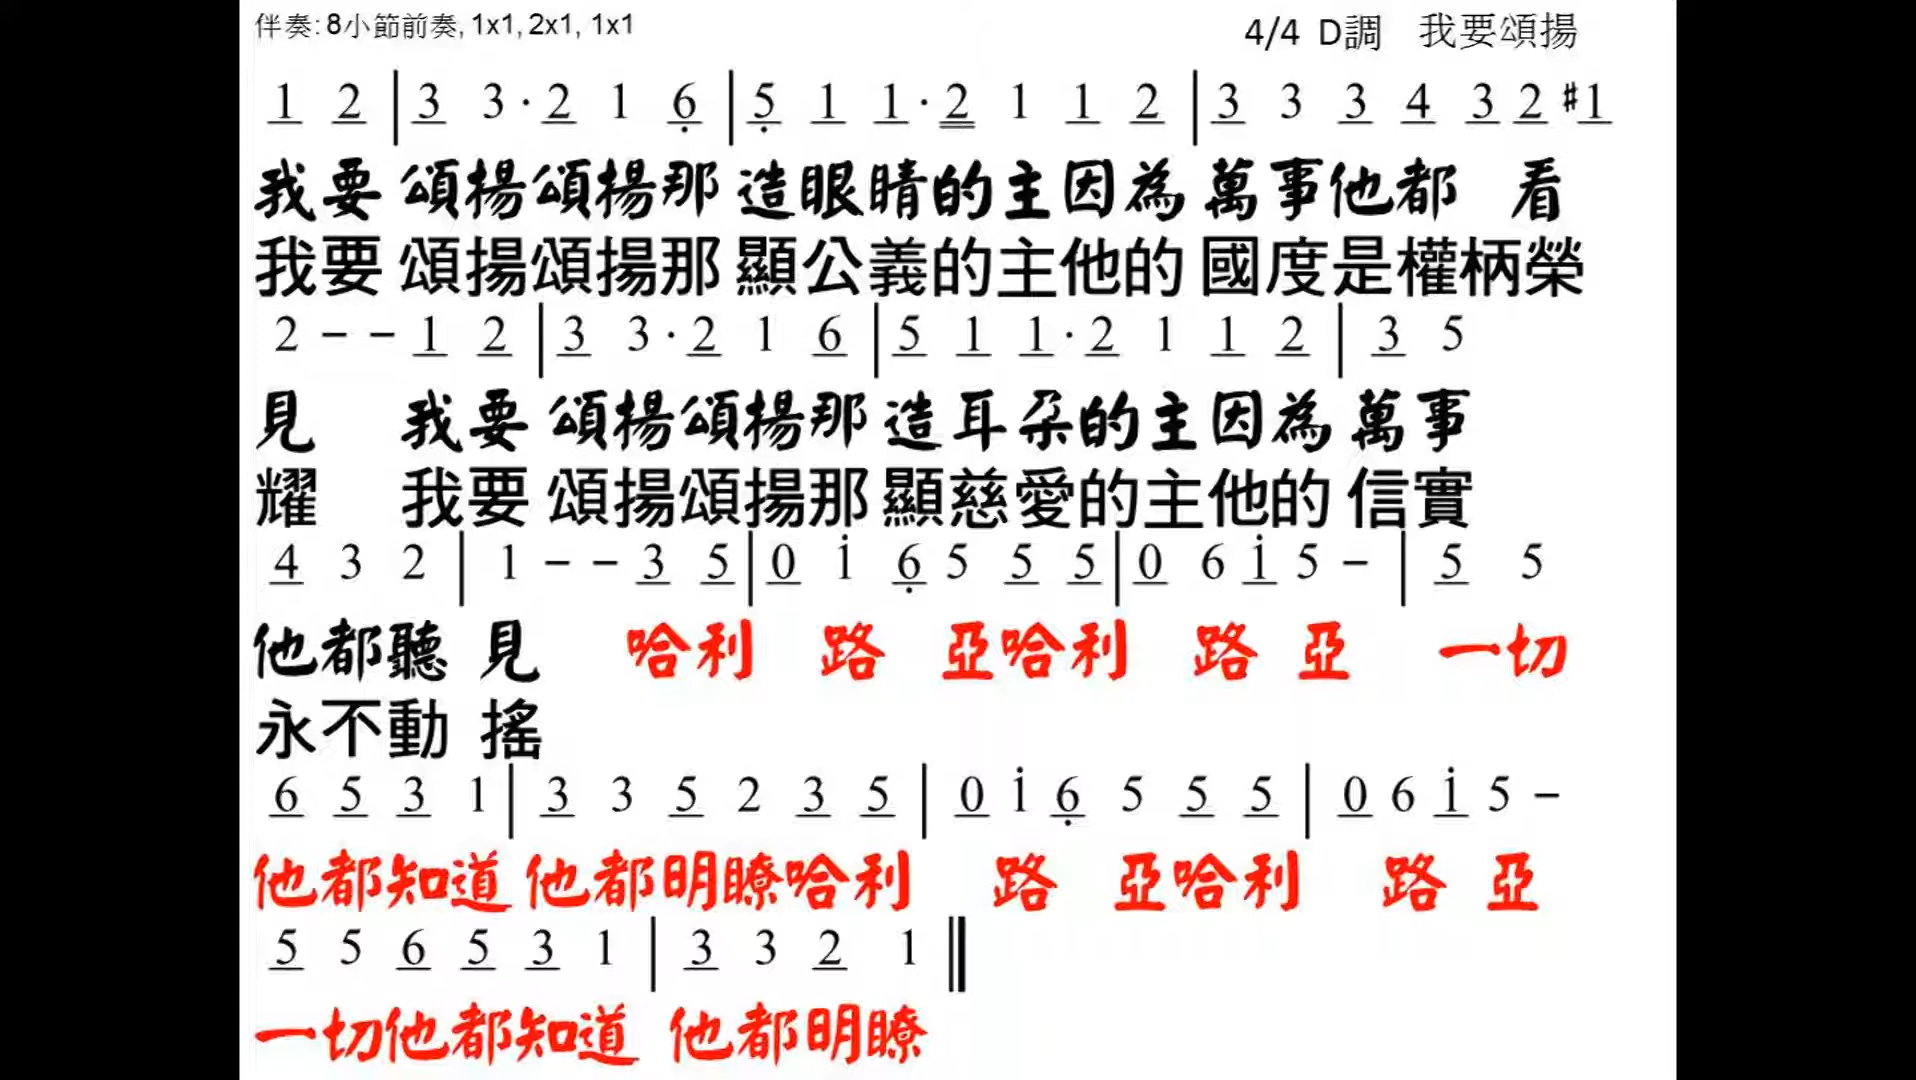 伴奏: 8小節前奏, 1x1, 2x1, 1x1 4/4 D調 我要頌揚
1 2 | 3 3 · 2 1 6̣ | 5̣ 1 1 · 2 1 1 2 | 3 3 3 4 3 2 #1
我要 頌揚頌揚那 造眼睛的主因為 萬事他都 看
我要 頌揚頌揚那 顯公義的主他的 國度是權柄榮
2 – – 1 2 | 3 3 · 2 1 6 | 5 1 1 · 2 1 1 2 | 3 5
見 我要 頌揚頌揚那 造耳朵的主因為 萬事
耀 我要 頌揚頌揚那 顯慈愛的主他的 信實
4 3 2 | 1 – – 3 5 | 0 1̇ 6̣ 5 5 5 | 0 6 1̇ 5 – | 5 5
他都聽 見 哈利 路 亞哈利 路 亞 一切
永不動 搖
6 5 3 1 | 3 3 5 2 3 5 | 0 1̇ 6̣ 5 5 5 | 0 6 1̇ 5 –
他都知道 他都明瞭哈利 路 亞哈利 路 亞
5 5 6 5 3 1 | 3 3 2 1 ‖
一切他都知道 他都明瞭